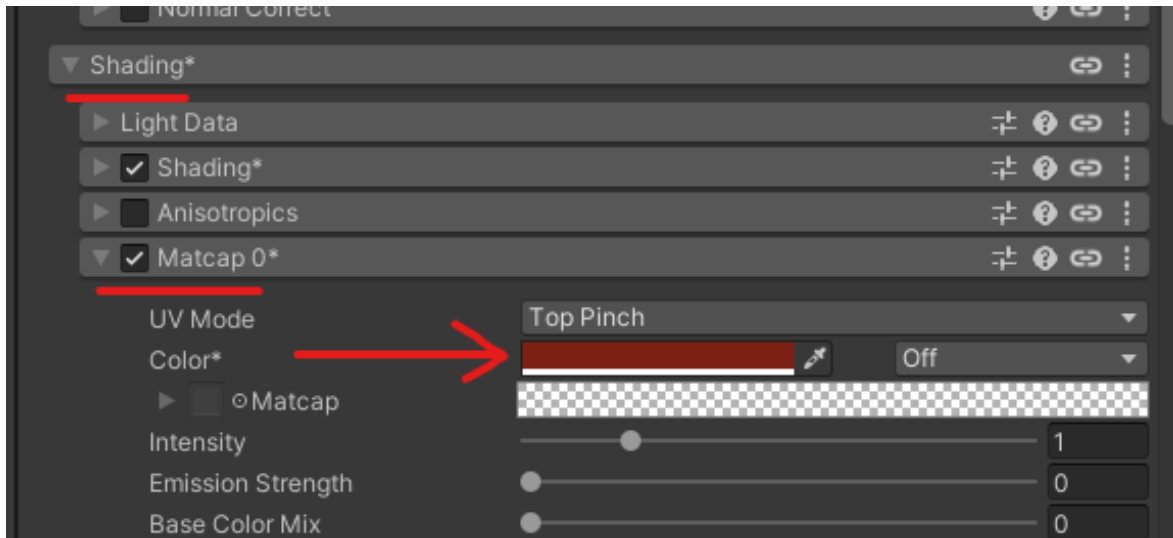 Normal Correct
Shading*
Light Data
Shading*
Anisotropics
Matcap 0*
UV Mode Top Pinch
Color* Off
Matcap
Intensity 1
Emission Strength 0
Base Color Mix 0